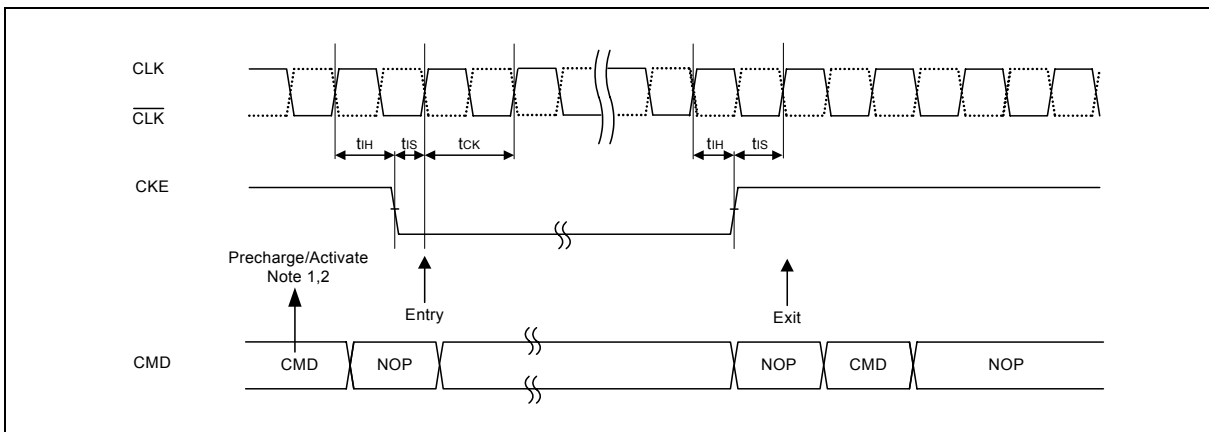 CLK
CLK
tIH tIS tCK tIH tIS
CKE
Precharge/Activate
Note 1,2
Entry
Exit
CMD CMD NOP NOP CMD NOP